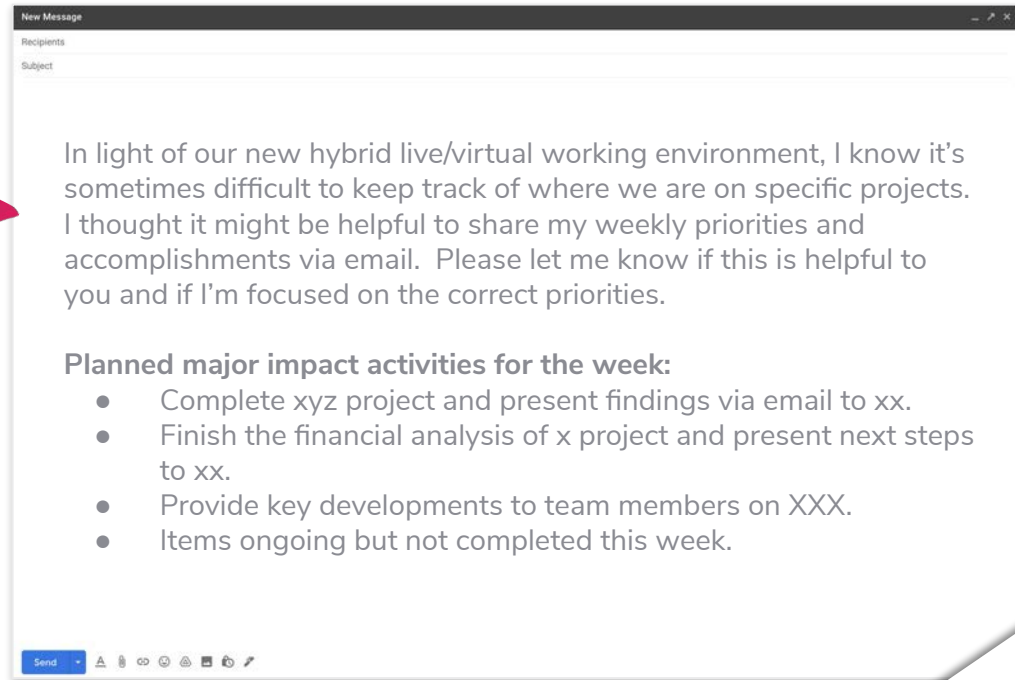 New Message
Recipients
Subject
In light of our new hybrid live/virtual working environment, I know it’s
sometimes difficult to keep track of where we are on specific projects.
I thought it might be helpful to share my weekly priorities and
accomplishments via email.  Please let me know if this is helpful to
you and if I’m focused on the correct priorities.
Planned major impact activities for the week:
● Complete xyz project and present findings via email to xx.
● Finish the financial analysis of x project and present next steps
to xx.
● Provide key developments to team members on XXX.
● Items ongoing but not completed this week.
Send